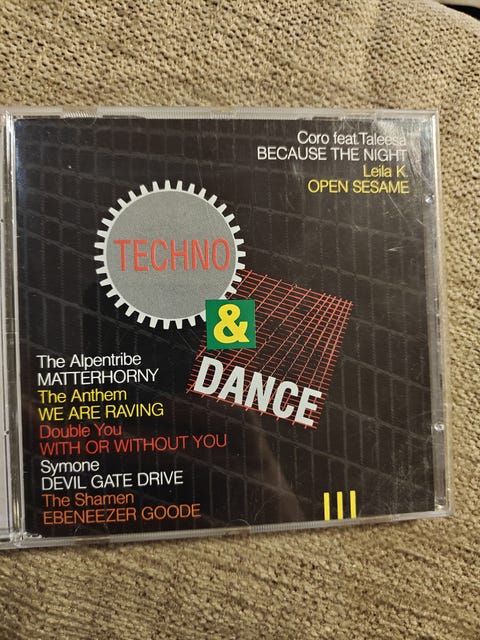 Coro feat.Taleesa
BECAUSE THE NIGHT
Leila K.
OPEN SESAME
TECHNO
&
DANCE
The Alpentribe
MATTERHORNY
The Anthem
WE ARE RAVING
Double You
WITH OR WITHOUT YOU
Symone
DEVIL GATE DRIVE
The Shamen
EBENEEZER GOODE
III